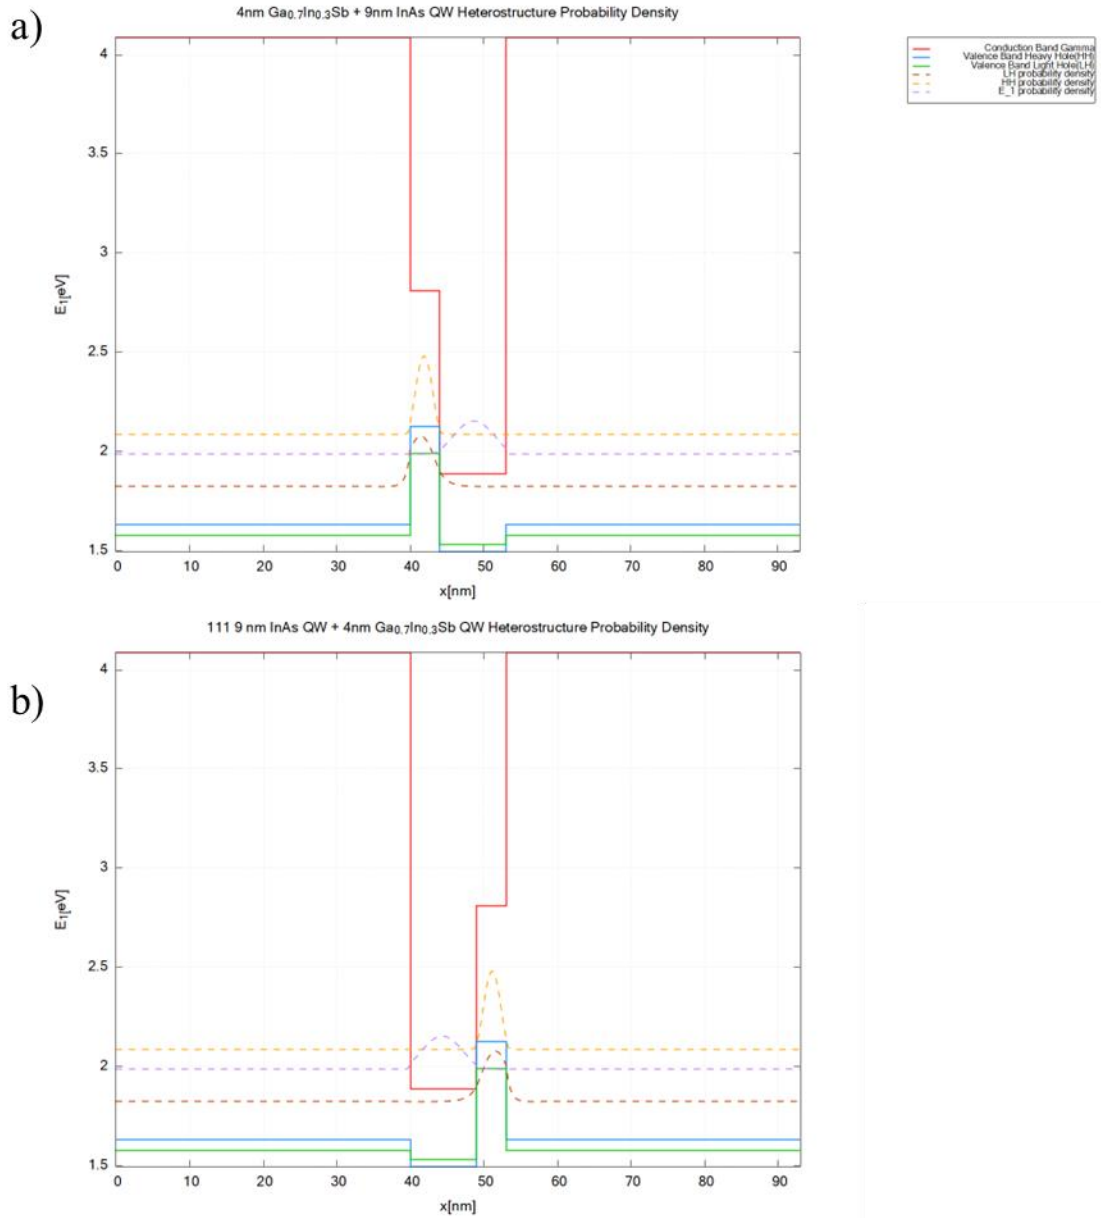 a)
4nm Ga0.7In0.3Sb + 9nm InAs QW Heterostructure Probability Density
Conduction Band Gamma
Valence Band Heavy Hole(HH)
Valence Band Light Hole(LH)
LH probability density
HH probability density
E_1 probability density
4
3.5
3
2.5
2
1.5
E1[eV]
0 10 20 30 40 50 60 70 80 90
x[nm]
111 9 nm InAs QW + 4nm Ga0.7In0.3Sb QW Heterostructure Probability Density
b)
4
3.5
3
2.5
2
1.5
E1[eV]
0 10 20 30 40 50 60 70 80 90
x[nm]